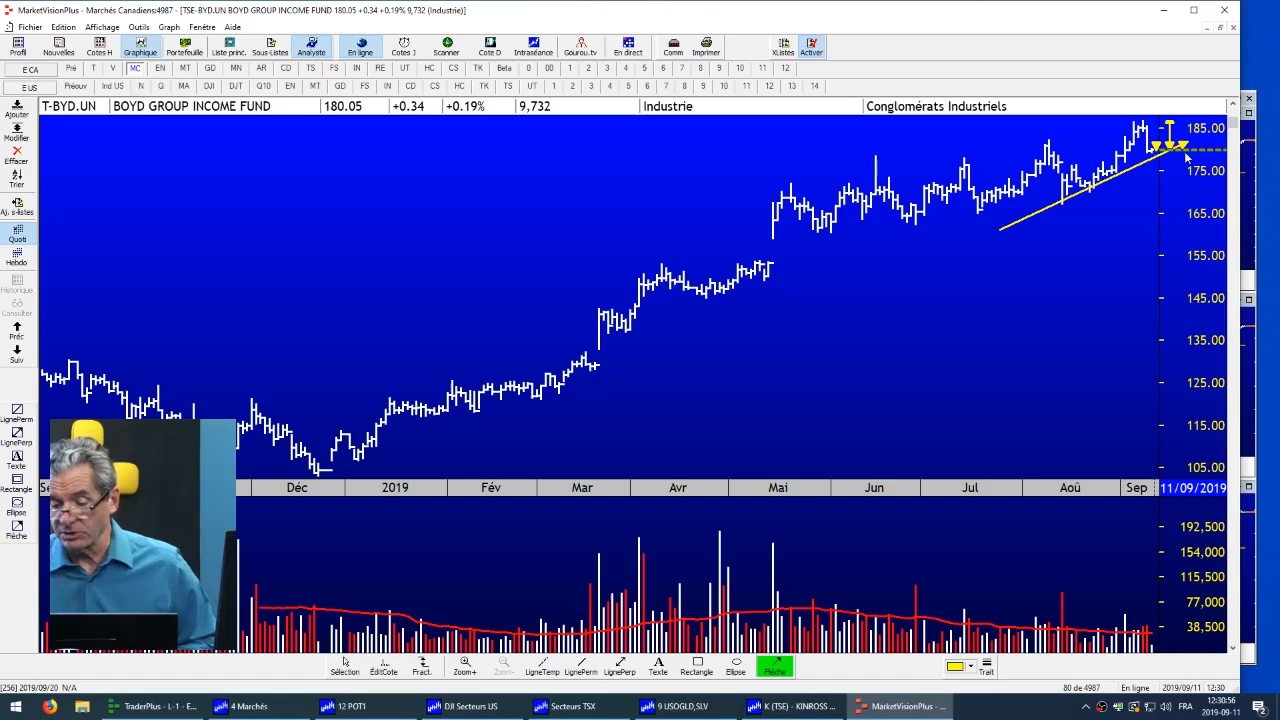 MarketVisionPlus - Marchés Canadiens:4987 - [TSE-BYD.UN BOYD GROUP INCOME FUND 180.05 +0.34 +0.19% 9,732 (Industrie)]
Fichier Edition Affichage Outils Graph Fenêtre Aide
Profil Nouvelles Cotes H Graphique Portefeuille Liste princ. Sous-Listes Analyste En ligne Cotes J Scanner Cote D Intraséance Gourou.tv En direct Comm Imprimer XListes Activer
E CA Pré T V MC EN MT GD MN AR CD TS FS IN RE UT HC CS TK Beta 0 00 1 2 3 4 5 6 7 8 9 10 11 12
E US Préouv Ind US N Q MA DJI DJT Q10 EN MT GD FS IN CD HC TK TS UT 1 2 3 4 5 6 7 8 9 10 11 12 13 14
T-BYD.UN BOYD GROUP INCOME FUND 180.05 +0.34 +0.19% 9,732 Industrie Conglomérats Industriels
Ajouter
Modifier
Effacer
Trier
Aj. s-listes
Quoti
Hebdo
Historique
Consulter
Préc
Suiv
LignePerm
LignePerp
Texte
Rectangle
Ellipse
Flêche
185.00
175.00
165.00
155.00
145.00
135.00
125.00
115.00
105.00
Déc 2019 Fév Mar Avr Mai Jun Jul Aoû Sep 11/09/2019
192,500
154,000
115,500
77,000
38,500
Sélection ÉditCote Fract. Zoom+ Zoom- LigneTemp LignePerm LignePerp Texte Rectangle Ellipse Flêche Trait
[256] 2019/09/20 N/A 80 de 4987 En ligne 2019/09/11 12:30
TraderPlus - L-1 - E... 4 Marchés 12 POT1 DJI Secteurs US Secteurs TSX 9 USOGLD,SLV K (TSE) - KINROSS ... MarketVisionPlus - ... FR 12:30:56
2019-09-11 2